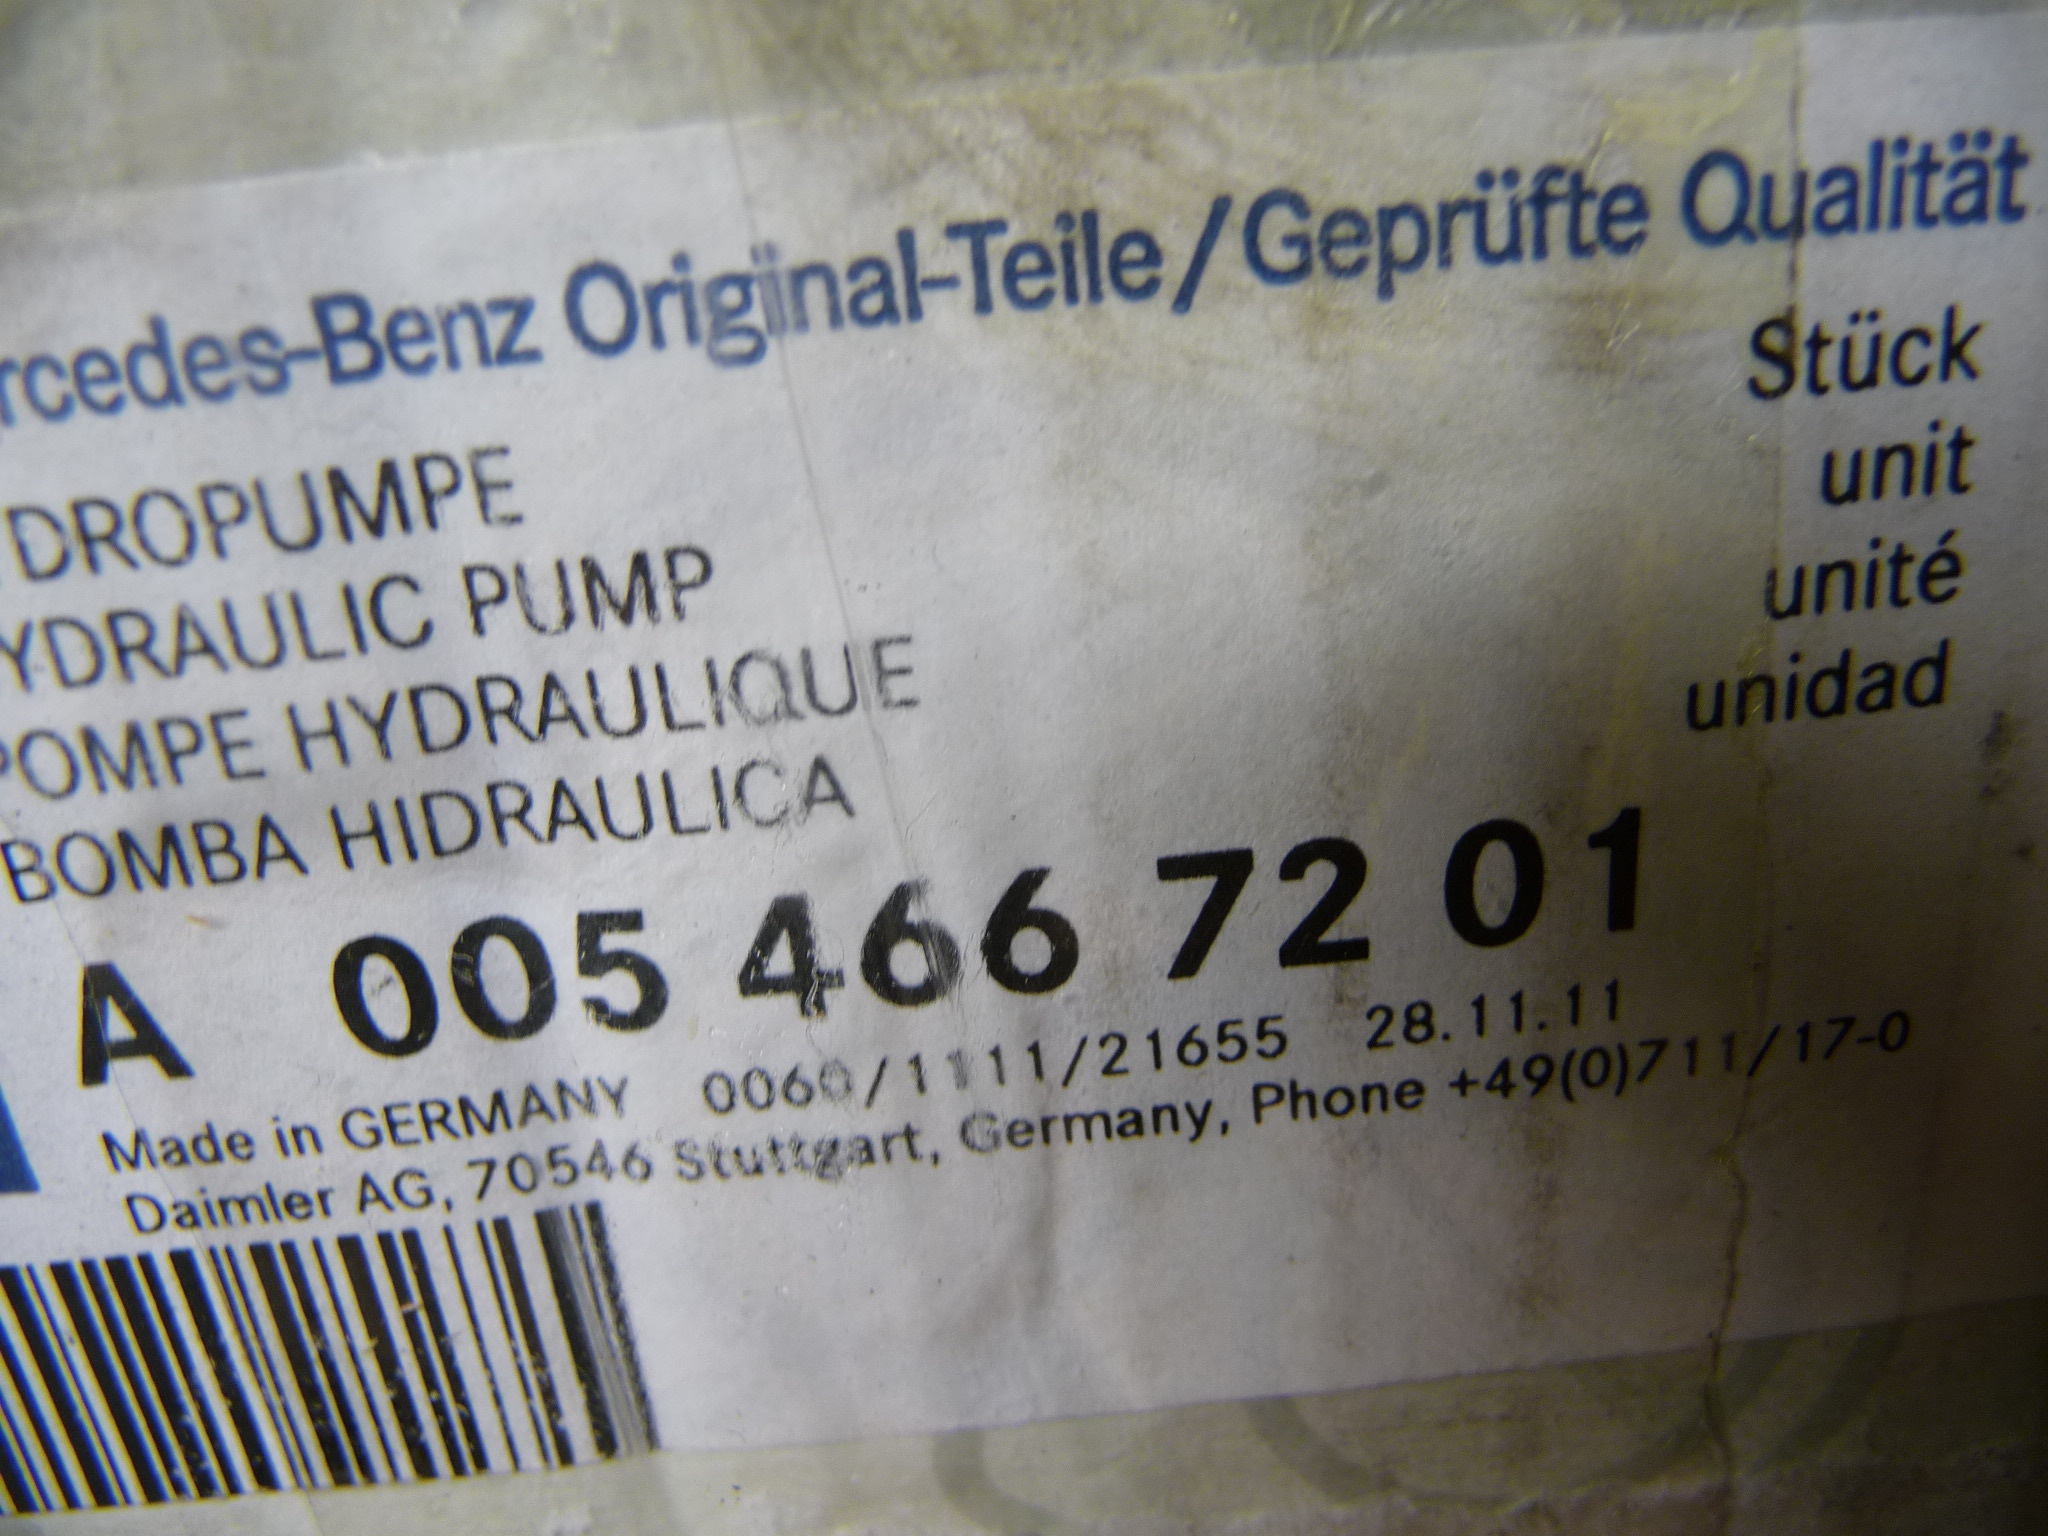 rcedes-Benz Original-Teile/Geprüfte Qualität
Stück
unit
unité
unidad
DROPUMPE
YDRAULIC PUMP
POMPE HYDRAULIQUE
BOMBA HIDRAULICA
A 005 466 72 01
Made in GERMANY 0060/1111/21655 28.11.11
Daimler AG, 70546 Stuttgart, Germany, Phone +49(0)711/17-0